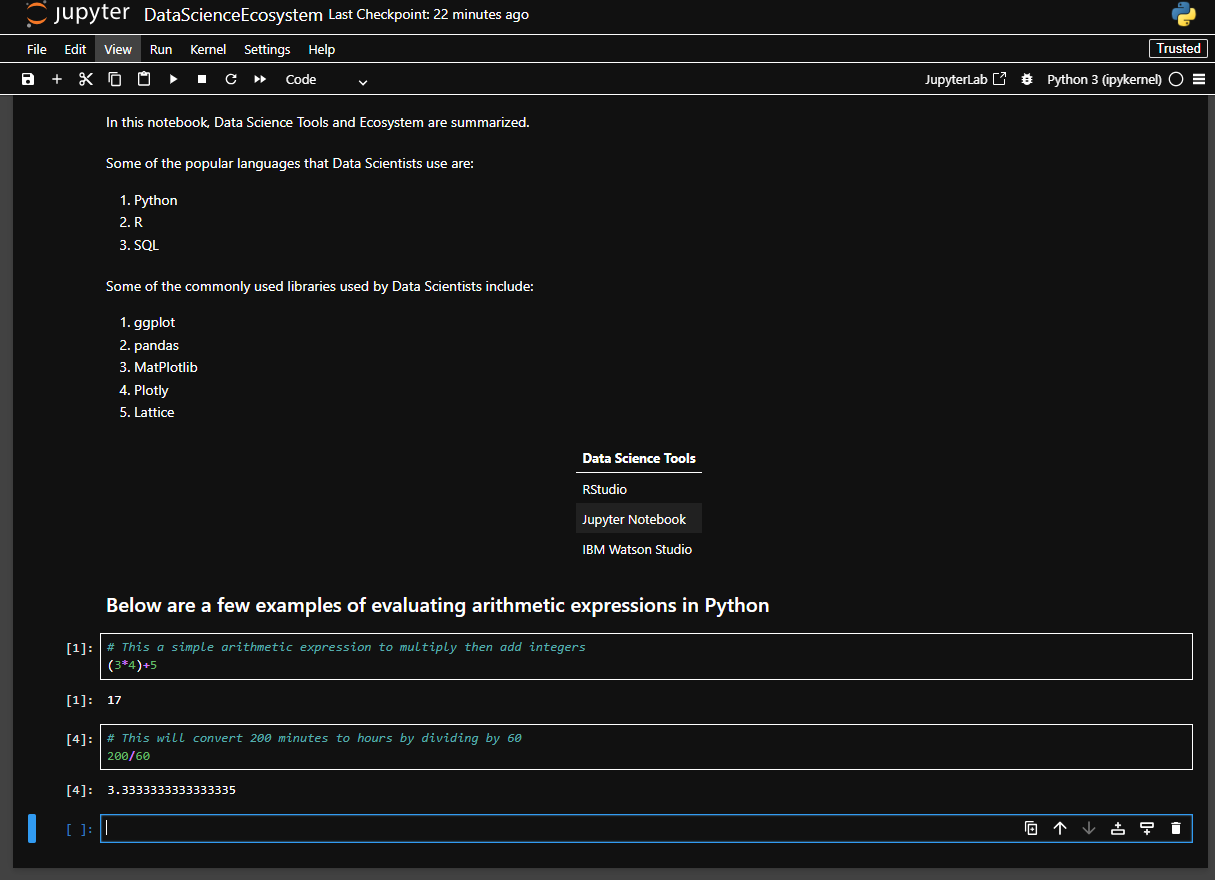 jupyter DataScienceEcosystem Last Checkpoint: 22 minutes ago
File Edit View Run Kernel Settings Help Trusted
Code JupyterLab Python 3 (ipykernel)
In this notebook, Data Science Tools and Ecosystem are summarized.
Some of the popular languages that Data Scientists use are:
1. Python
2. R
3. SQL
Some of the commonly used libraries used by Data Scientists include:
1. ggplot
2. pandas
3. MatPlotlib
4. Plotly
5. Lattice
Data Science Tools
RStudio
Jupyter Notebook
IBM Watson Studio
Below are a few examples of evaluating arithmetic expressions in Python
[1]: # This a simple arithmetic expression to multiply then add integers
(3*4)+5
[1]: 17
[4]: # This will convert 200 minutes to hours by dividing by 60
200/60
[4]: 3.3333333333333335
[ ]: